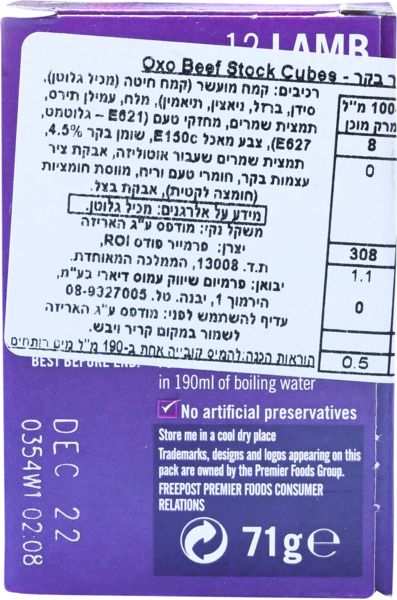 12 LAMB
בקר - Oxo Beef Stock Cubes
רכיבים: קמח מועשר (קמח חיטה (מכיל גלוטן),
סידן, ברזל, ניאצין, תיאמין), מלח, עמילן תירס,
תמצית שמרים, מחזקי טעם (E621 – גלוטמט,
E627), צבע מאכל E150c, שומן בקר 4.5%,
תמצית שמרים שעבור אוטוליזה, אבקת ציר
עצמות בקר, חומרי טעם וריח, מווסת חומציות
(חומצה לקטית), אבקת בצל.
מידע על אלרגנים: מכיל גלוטן.
משקל נקי: מודפס ע"ג האריזה
יצרן: פרמייר פודס ROI,
ת.ד. 13008, הממלכה המאוחדת.
יבואן: פרמיום שיווק עמוס דיארי בע"מ,
הירמוך 1, יבנה. טל. 08-9327005
עדיף להשתמש לפני: מודפס ע"ג האריזה
לשמור במקום קריר ויבש.
הוראות הכנה: להמיס קובייה אחת ב-190 מ"ל מים רותחים
100 מ"ל
מרק מוכן
8
0
308
1.1
0
0.5
BEST BEFORE END:
in 190ml of boiling water
No artificial preservatives
Store me in a cool dry place
Trademarks, designs and logos appearing on this
pack are owned by the Premier Foods Group.
FREEPOST PREMIER FOODS CONSUMER
RELATIONS
71g℮
DEC 22
0354W1 02:08